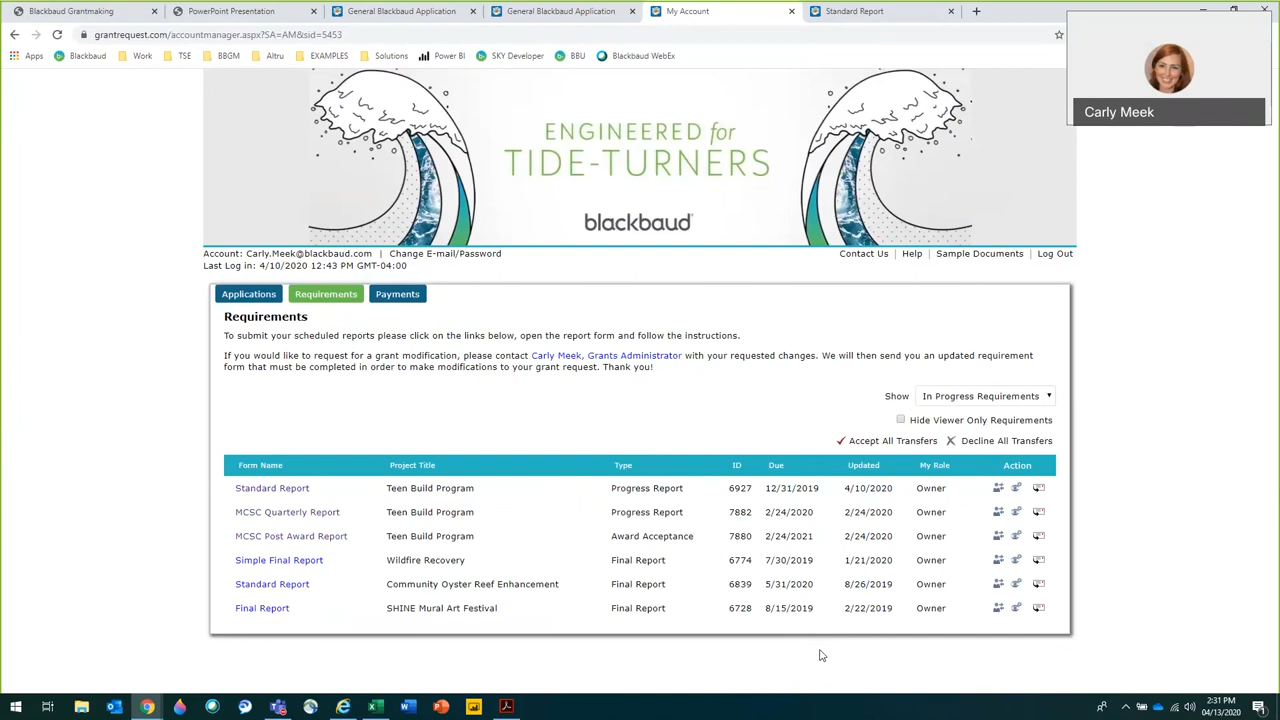 Blackbaud Grantmaking
PowerPoint Presentation
General Blackbaud Application
General Blackbaud Application
My Account
Standard Report
grantrequest.com/accountmanager.aspx?SA=AM&sid=5453
Apps
Blackbaud
Work
TSE
BBGM
Altru
EXAMPLES
Solutions
Power BI
SKY Developer
BBU
Blackbaud WebEx
Carly Meek
ENGINEERED for
TIDE-TURNERS
blackbaud
Account: Carly.Meek@blackbaud.com | Change E-mail/Password
Contact Us | Help | Sample Documents | Log Out
Last Log in: 4/10/2020 12:43 PM GMT-04:00
Applications Requirements Payments
Requirements
To submit your scheduled reports please click on the links below, open the report form and follow the instructions.
If you would like to request for a grant modification, please contact Carly Meek, Grants Administrator with your requested changes. We will then send you an updated requirement
form that must be completed in order to make modifications to your grant request. Thank you!
Show In Progress Requirements
Hide Viewer Only Requirements
Accept All Transfers Decline All Transfers
Form Name Project Title Type ID Due Updated My Role Action
Standard Report Teen Build Program Progress Report 6927 12/31/2019 4/10/2020 Owner
MCSC Quarterly Report Teen Build Program Progress Report 7882 2/24/2020 2/24/2020 Owner
MCSC Post Award Report Teen Build Program Award Acceptance 7880 2/24/2021 2/24/2020 Owner
Simple Final Report Wildfire Recovery Final Report 6774 7/30/2019 1/21/2020 Owner
Standard Report Community Oyster Reef Enhancement Final Report 6839 5/31/2020 8/26/2019 Owner
Final Report SHINE Mural Art Festival Final Report 6728 8/15/2019 2/22/2019 Owner
2:31 PM
04/13/2020